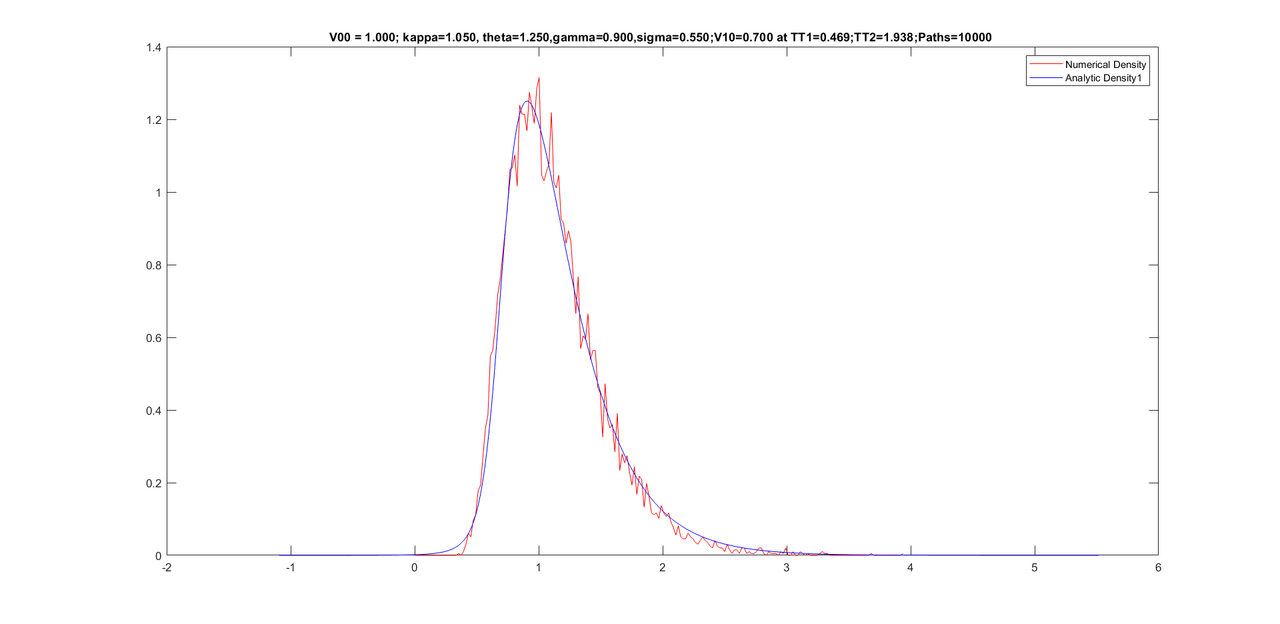 V00 = 1.000; kappa=1.050, theta=1.250,gamma=0.900,sigma=0.550;V10=0.700 at TT1=0.469;TT2=1.938;Paths=10000
Numerical Density
Analytic Density1
1.4
1.2
1
0.8
0.6
0.4
0.2
0
-2 -1 0 1 2 3 4 5 6